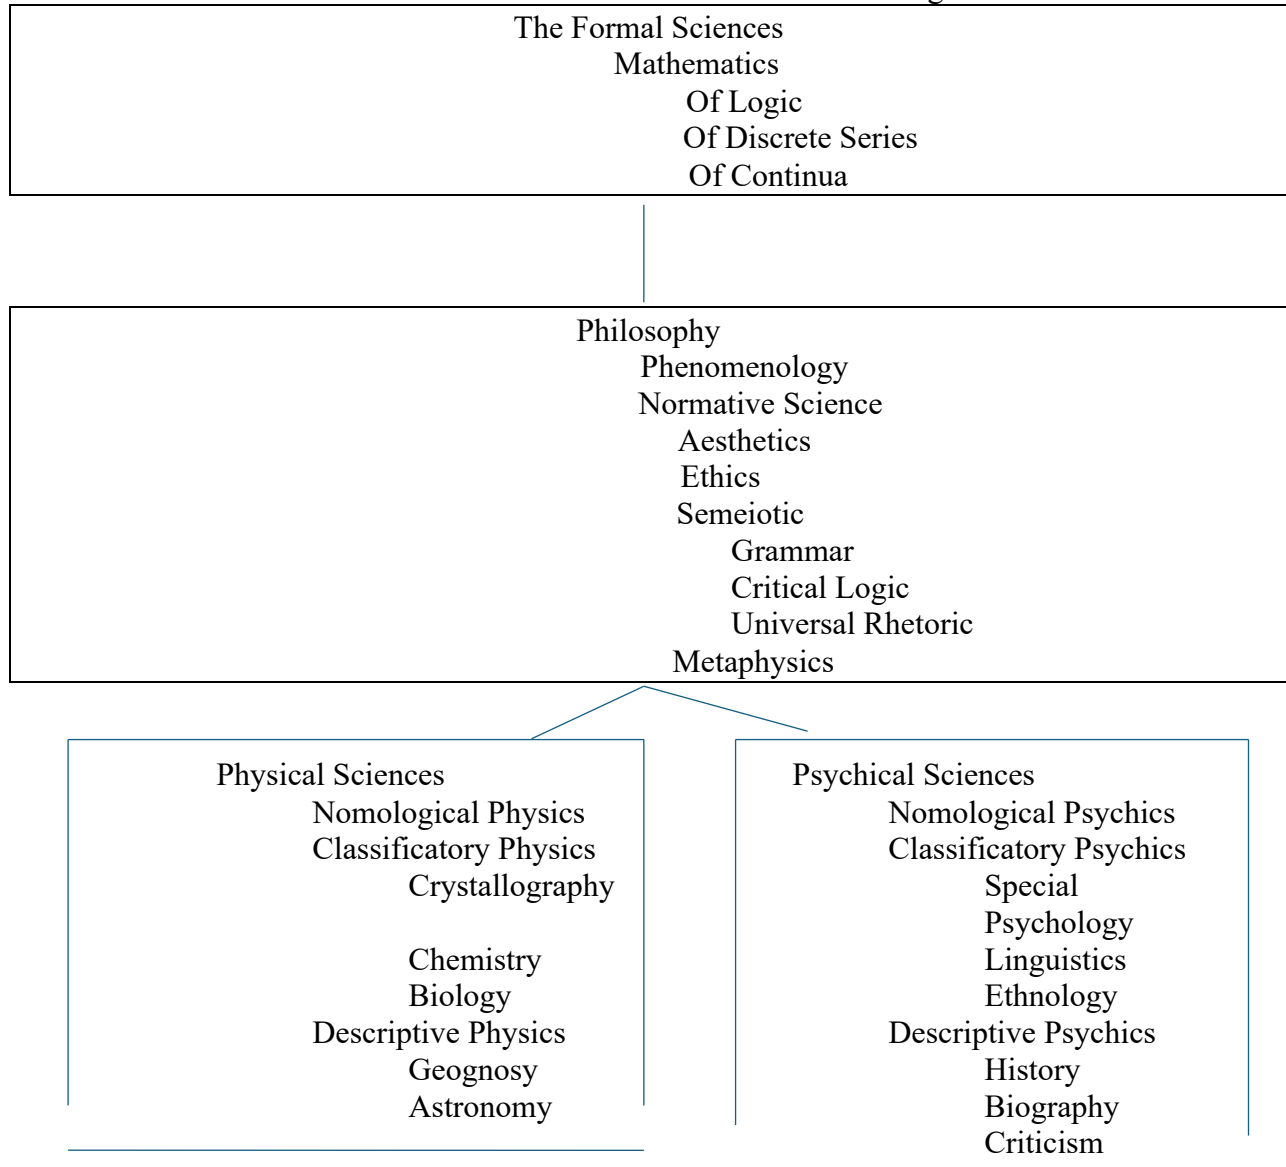 The Formal Sciences
Mathematics
Of Logic
Of Discrete Series
Of Continua
Philosophy
Phenomenology
Normative Science
Aesthetics
Ethics
Semeiotic
Grammar
Critical Logic
Universal Rhetoric
Metaphysics
Physical Sciences
Nomological Physics
Classificatory Physics
Crystallography
Chemistry
Biology
Descriptive Physics
Geognosy
Astronomy
Psychical Sciences
Nomological Psychics
Classificatory Psychics
Special
Psychology
Linguistics
Ethnology
Descriptive Psychics
History
Biography
Criticism